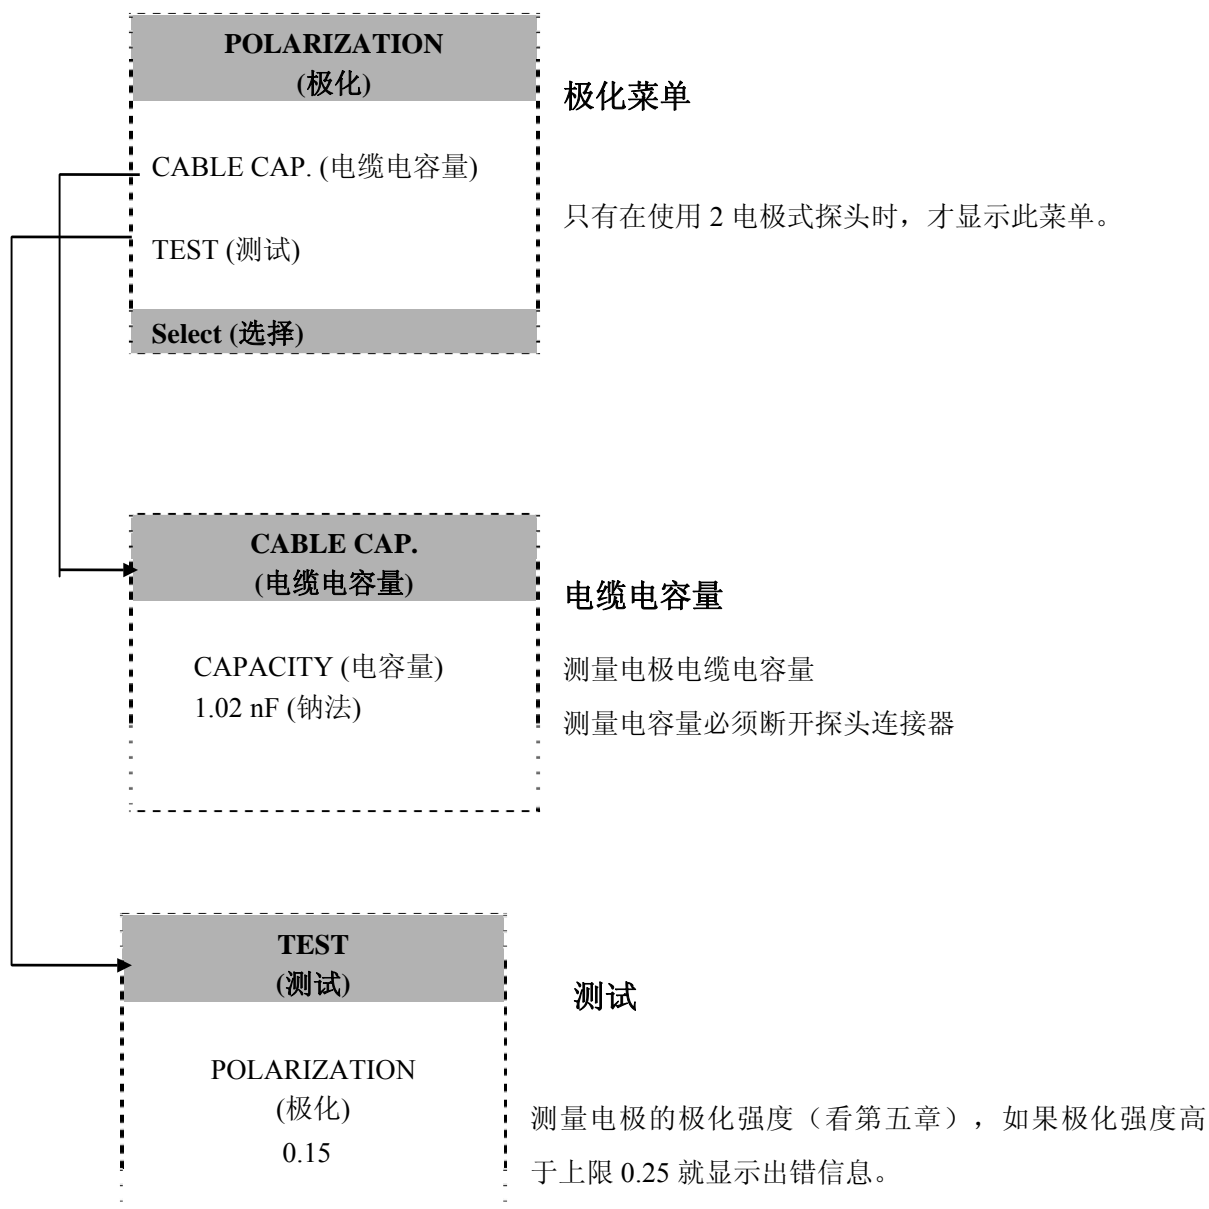 POLARIZATION
(极化)
极化菜单
CABLE CAP. (电缆电容量)
只有在使用 2 电极式探头时，才显示此菜单。
TEST (测试)
Select (选择)
CABLE CAP.
(电缆电容量)
电缆电容量
CAPACITY (电容量)
测量电极电缆电容量
1.02 nF (钠法)
测量电容量必须断开探头连接器
TEST
(测试)
测试
POLARIZATION
(极化)
0.15
测量电极的极化强度（看第五章），如果极化强度高
于上限 0.25 就显示出错信息。